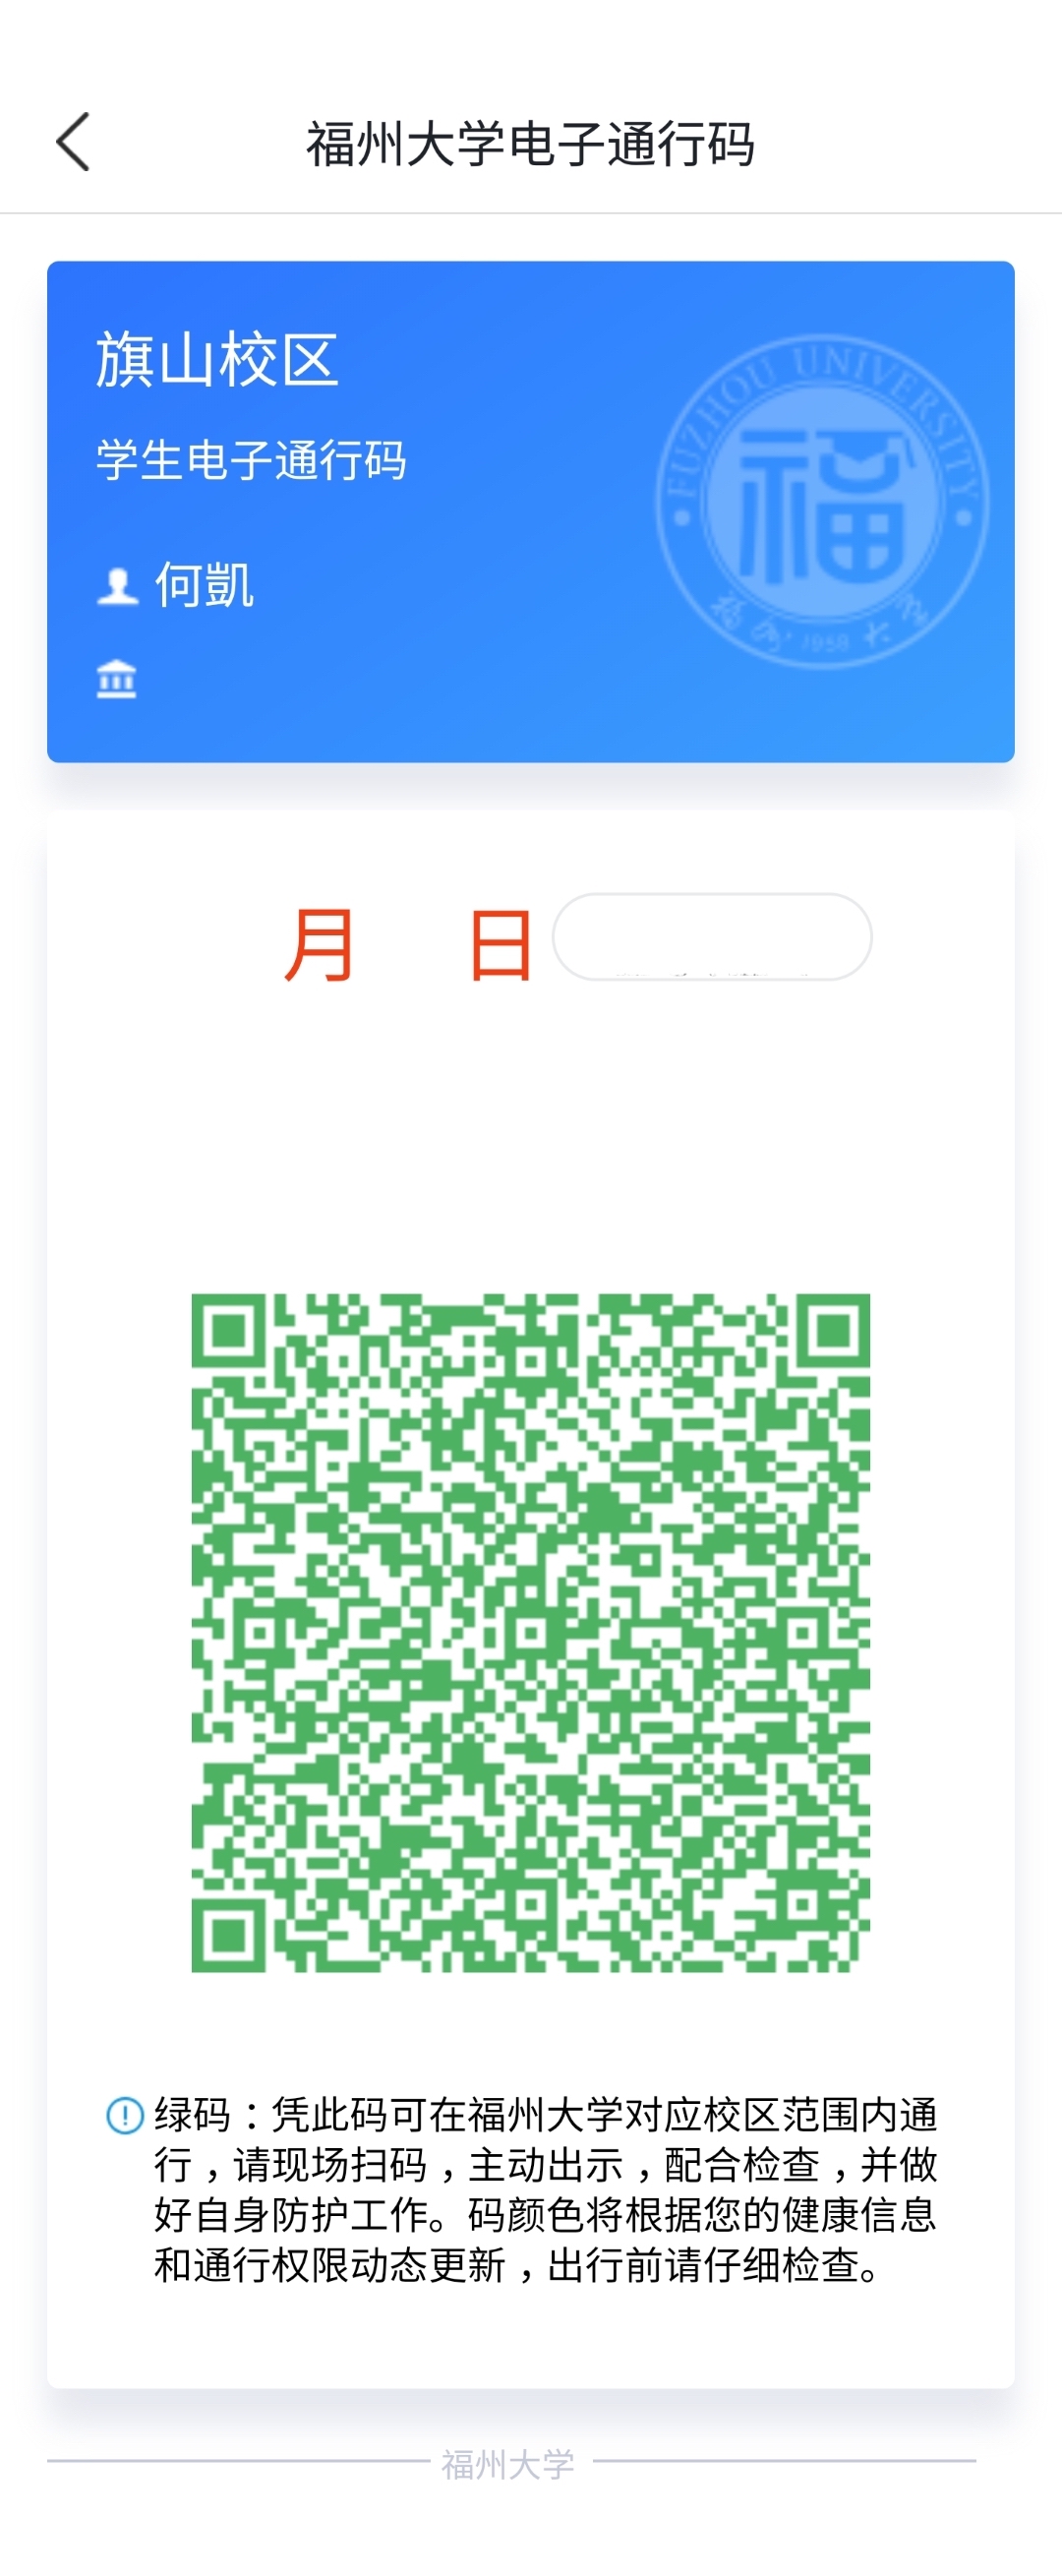 福州大学电子通行码
旗山校区
学生电子通行码
何凱
FUZHOU UNIVERSITY
福
福州 1958 大学
月 日
绿码：凭此码可在福州大学对应校区范围内通
行，请现场扫码，主动出示，配合检查，并做
好自身防护工作。码颜色将根据您的健康信息
和通行权限动态更新，出行前请仔细检查。
福州大学